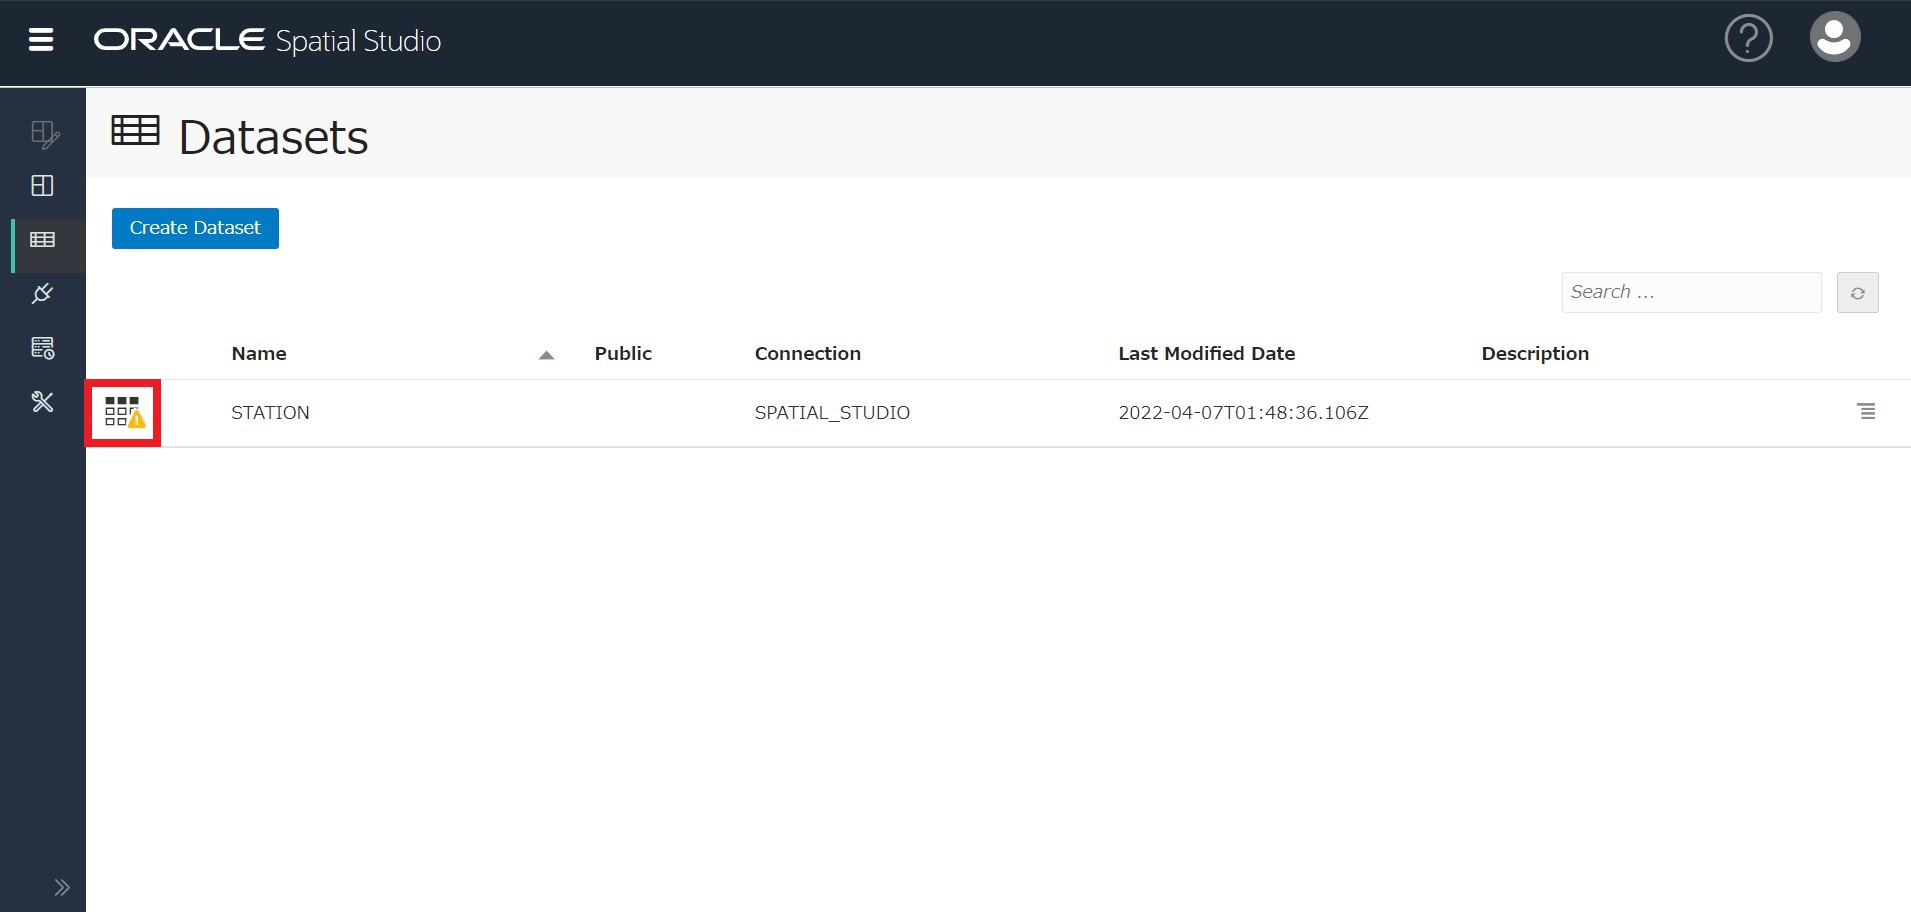 ORACLE Spatial Studio
Datasets
Create Dataset
Search ...
Name Public Connection Last Modified Date Description
STATION SPATIAL_STUDIO 2022-04-07T01:48:36.106Z